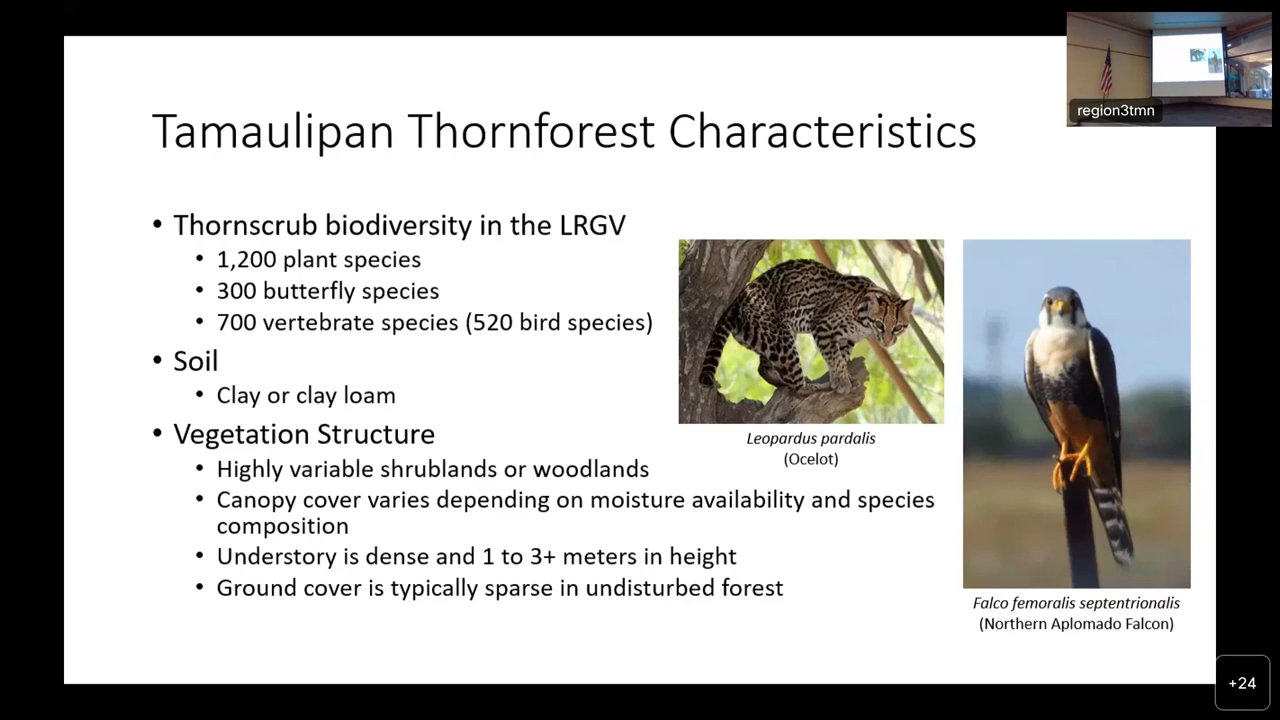 region3tmn
Tamaulipan Thornforest Characteristics
• Thornscrub biodiversity in the LRGV
• 1,200 plant species
• 300 butterfly species
• 700 vertebrate species (520 bird species)
• Soil
• Clay or clay loam
• Vegetation Structure
• Highly variable shrublands or woodlands
• Canopy cover varies depending on moisture availability and species
composition
• Understory is dense and 1 to 3+ meters in height
• Ground cover is typically sparse in undisturbed forest
Leopardus pardalis
(Ocelot)
Falco femoralis septentrionalis
(Northern Aplomado Falcon)
+24